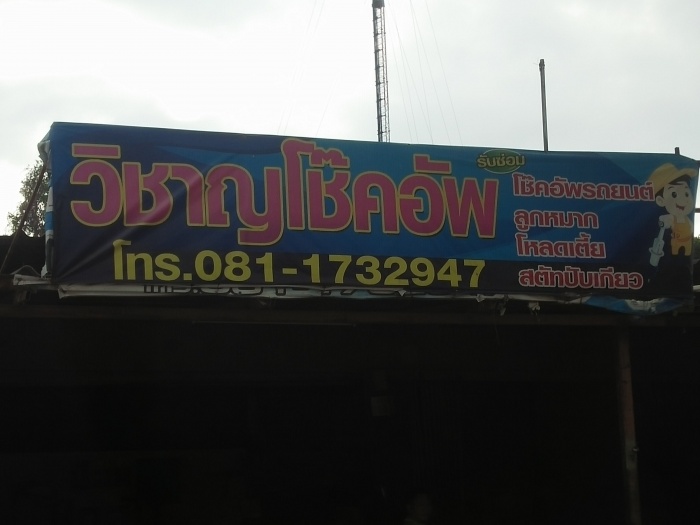 วิชาญโช๊คอัพ
โทร.081-1732947
รับซ่อม
โช๊คอัพรถยนต์
ลูกหมาก
โหลดเตี้ย
สตัทปับเกียว